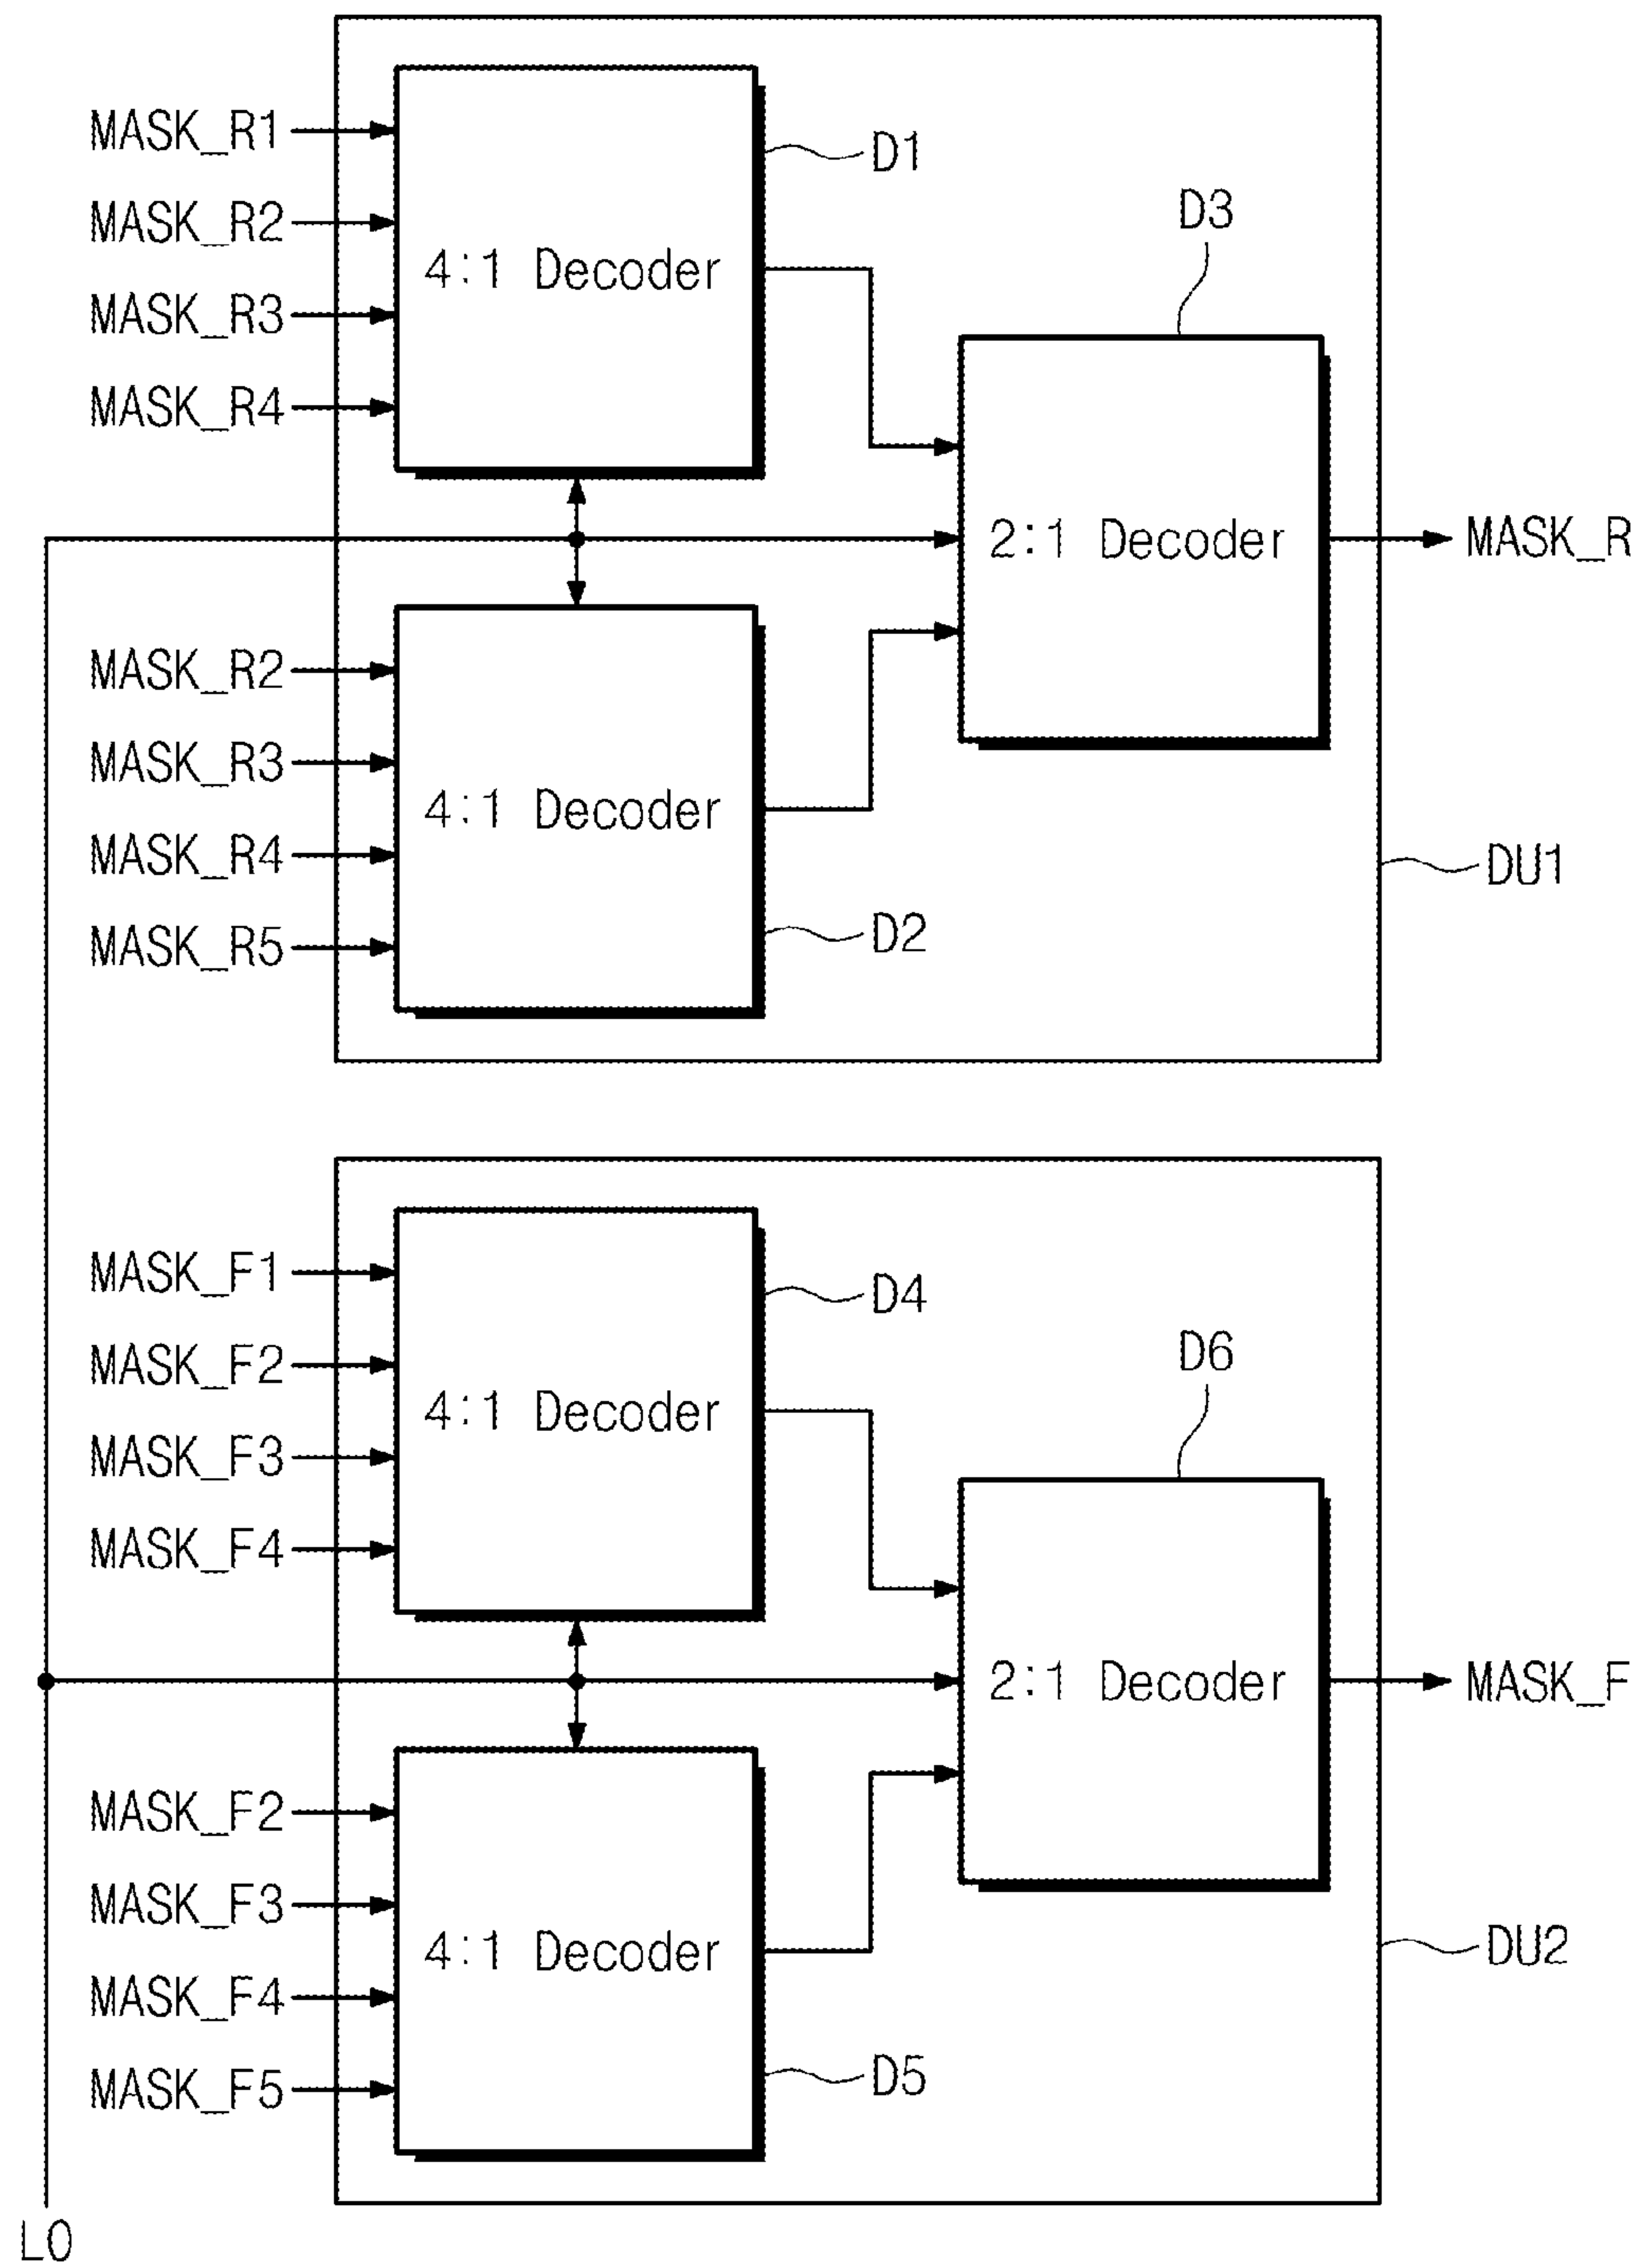 MASK_R1
D1
MASK_R2
D3
4:1 Decoder
MASK_R3
MASK_R4
2:1 Decoder
MASK_R
MASK_R2
MASK_R3
4:1 Decoder
MASK_R4
DU1
D2
MASK_R5
MASK_F1
D4
MASK_F2
D6
4:1 Decoder
MASK_F3
MASK_F4
2:1 Decoder
MASK_F
MASK_F2
MASK_F3
4:1 Decoder
DU2
MASK_F4
D5
MASK_F5
LO